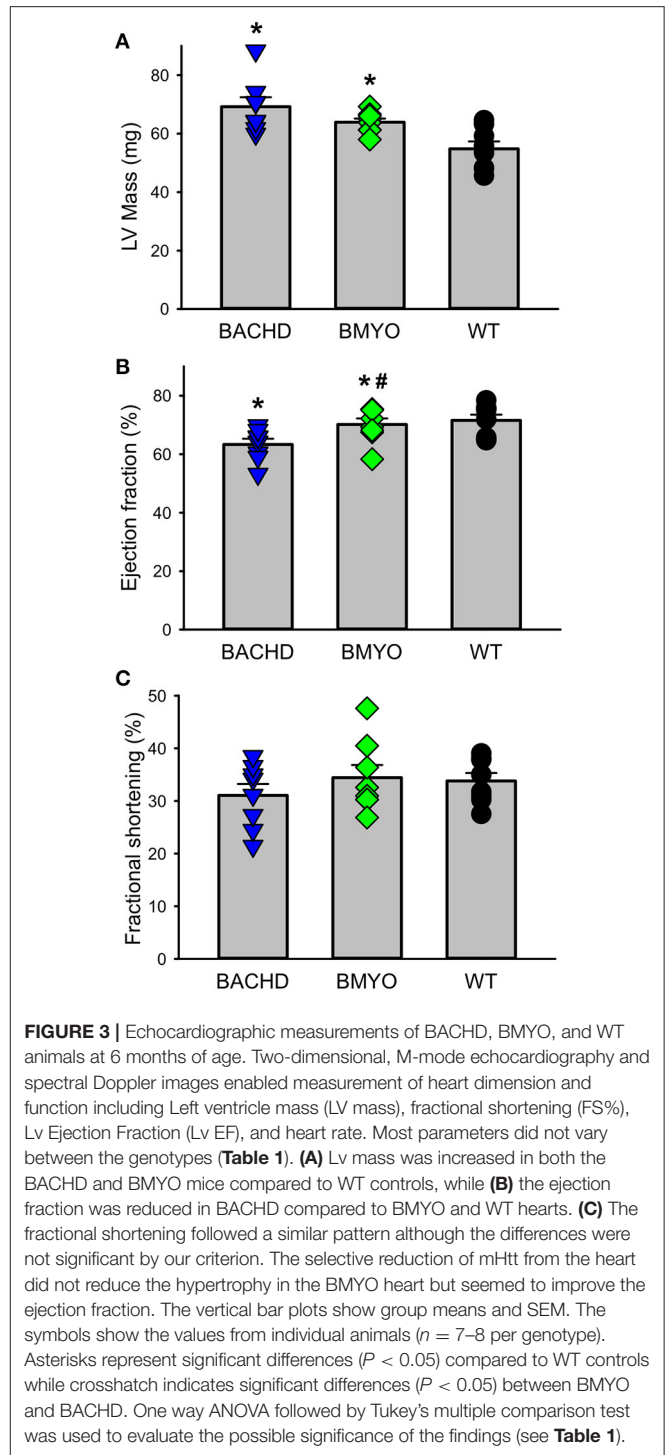 A
*
*
80
60
40
20
0
LV Mass (mg)
BACHD BMYO WT
B
*
* #
80
60
40
20
0
Ejection fraction (%)
BACHD BMYO WT
C
50
40
30
20
10
0
Fractional shortening (%)
BACHD BMYO WT
FIGURE 3 | Echocardiographic measurements of BACHD, BMYO, and WT
animals at 6 months of age. Two-dimensional, M-mode echocardiography and
spectral Doppler images enabled measurement of heart dimension and
function including Left ventricle mass (LV mass), fractional shortening (FS%),
Lv Ejection Fraction (Lv EF), and heart rate. Most parameters did not vary
between the genotypes (Table 1). (A) Lv mass was increased in both the
BACHD and BMYO mice compared to WT controls, while (B) the ejection
fraction was reduced in BACHD compared to BMYO and WT hearts. (C) The
fractional shortening followed a similar pattern although the differences were
not significant by our criterion. The selective reduction of mHtt from the heart
did not reduce the hypertrophy in the BMYO heart but seemed to improve the
ejection fraction. The vertical bar plots show group means and SEM. The
symbols show the values from individual animals (n = 7–8 per genotype).
Asterisks represent significant differences (P < 0.05) compared to WT controls
while crosshatch indicates significant differences (P < 0.05) between BMYO
and BACHD. One way ANOVA followed by Tukey's multiple comparison test
was used to evaluate the possible significance of the findings (see Table 1).